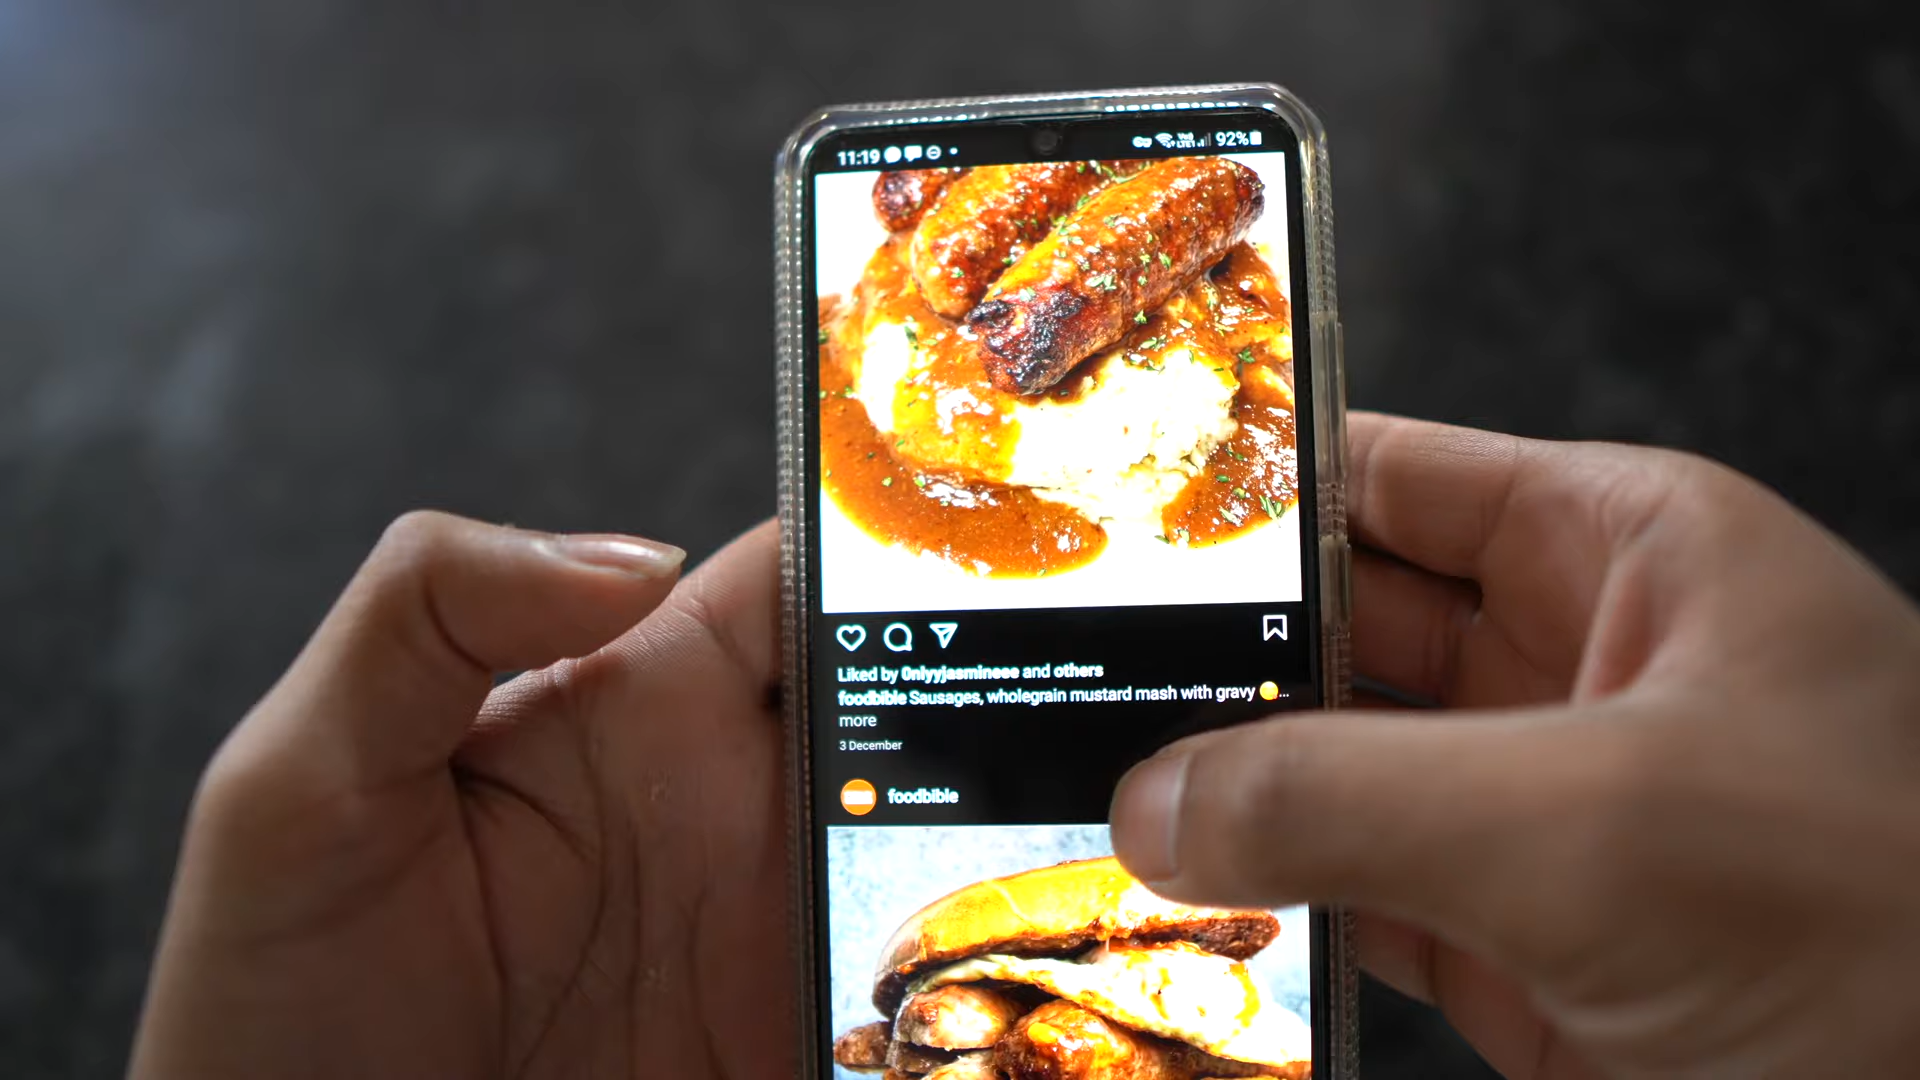 11:19
92%
Liked by 0nlyyjasmineee and others
foodbible Sausages, wholegrain mustard mash with gravy 😋...
more
3 December
foodbible